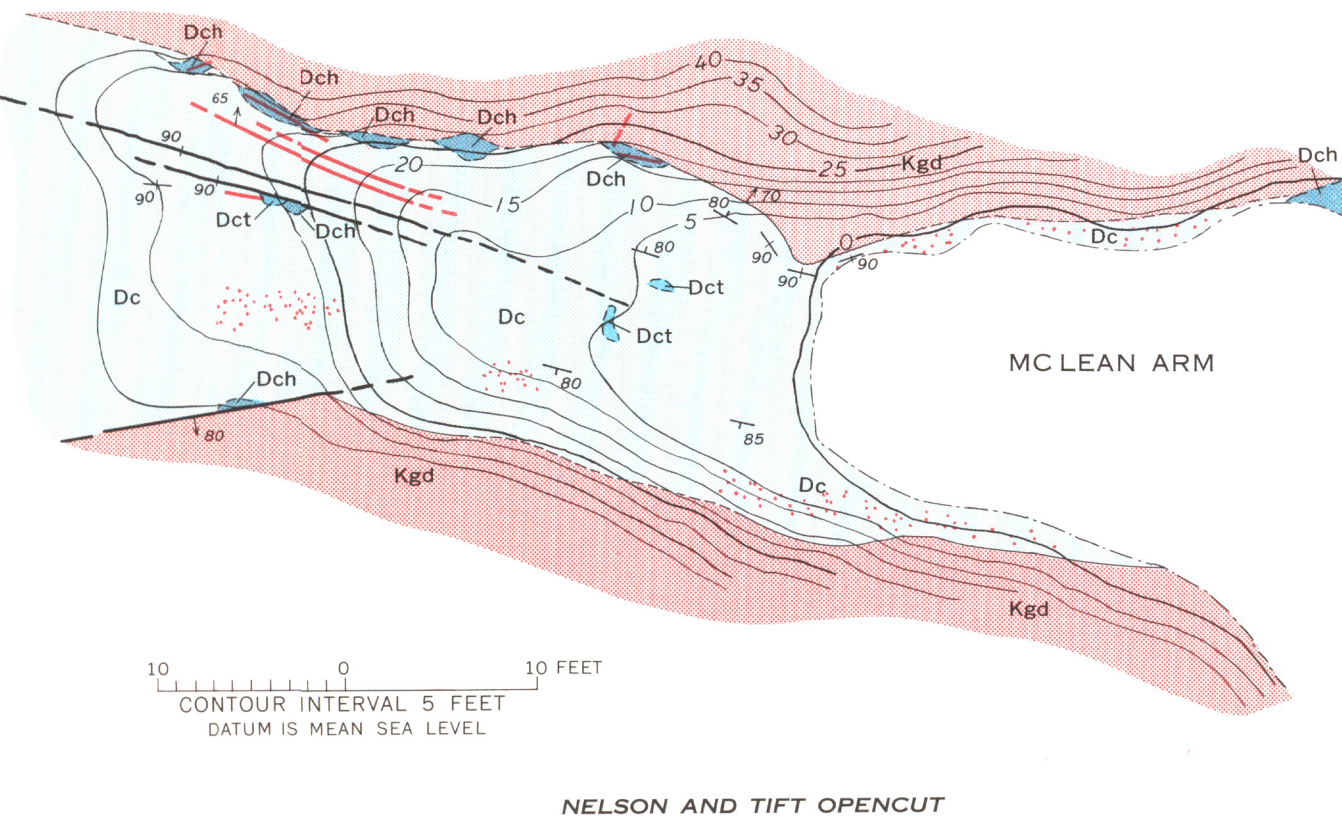 Dch
40
Dch
35
65
Dch
Dch
30
90
20
Kgd
25
Dch
Dch
90
90
15
80
70
Dct
10
5
Dch
0
Dc
80
90
90
90
Dct
Dc
Dc
Dct
MC LEAN ARM
Dch
80
80
85
Kgd
Dc
Kgd
10 0 10 FEET
CONTOUR INTERVAL 5 FEET
DATUM IS MEAN SEA LEVEL
NELSON AND TIFT OPENCUT